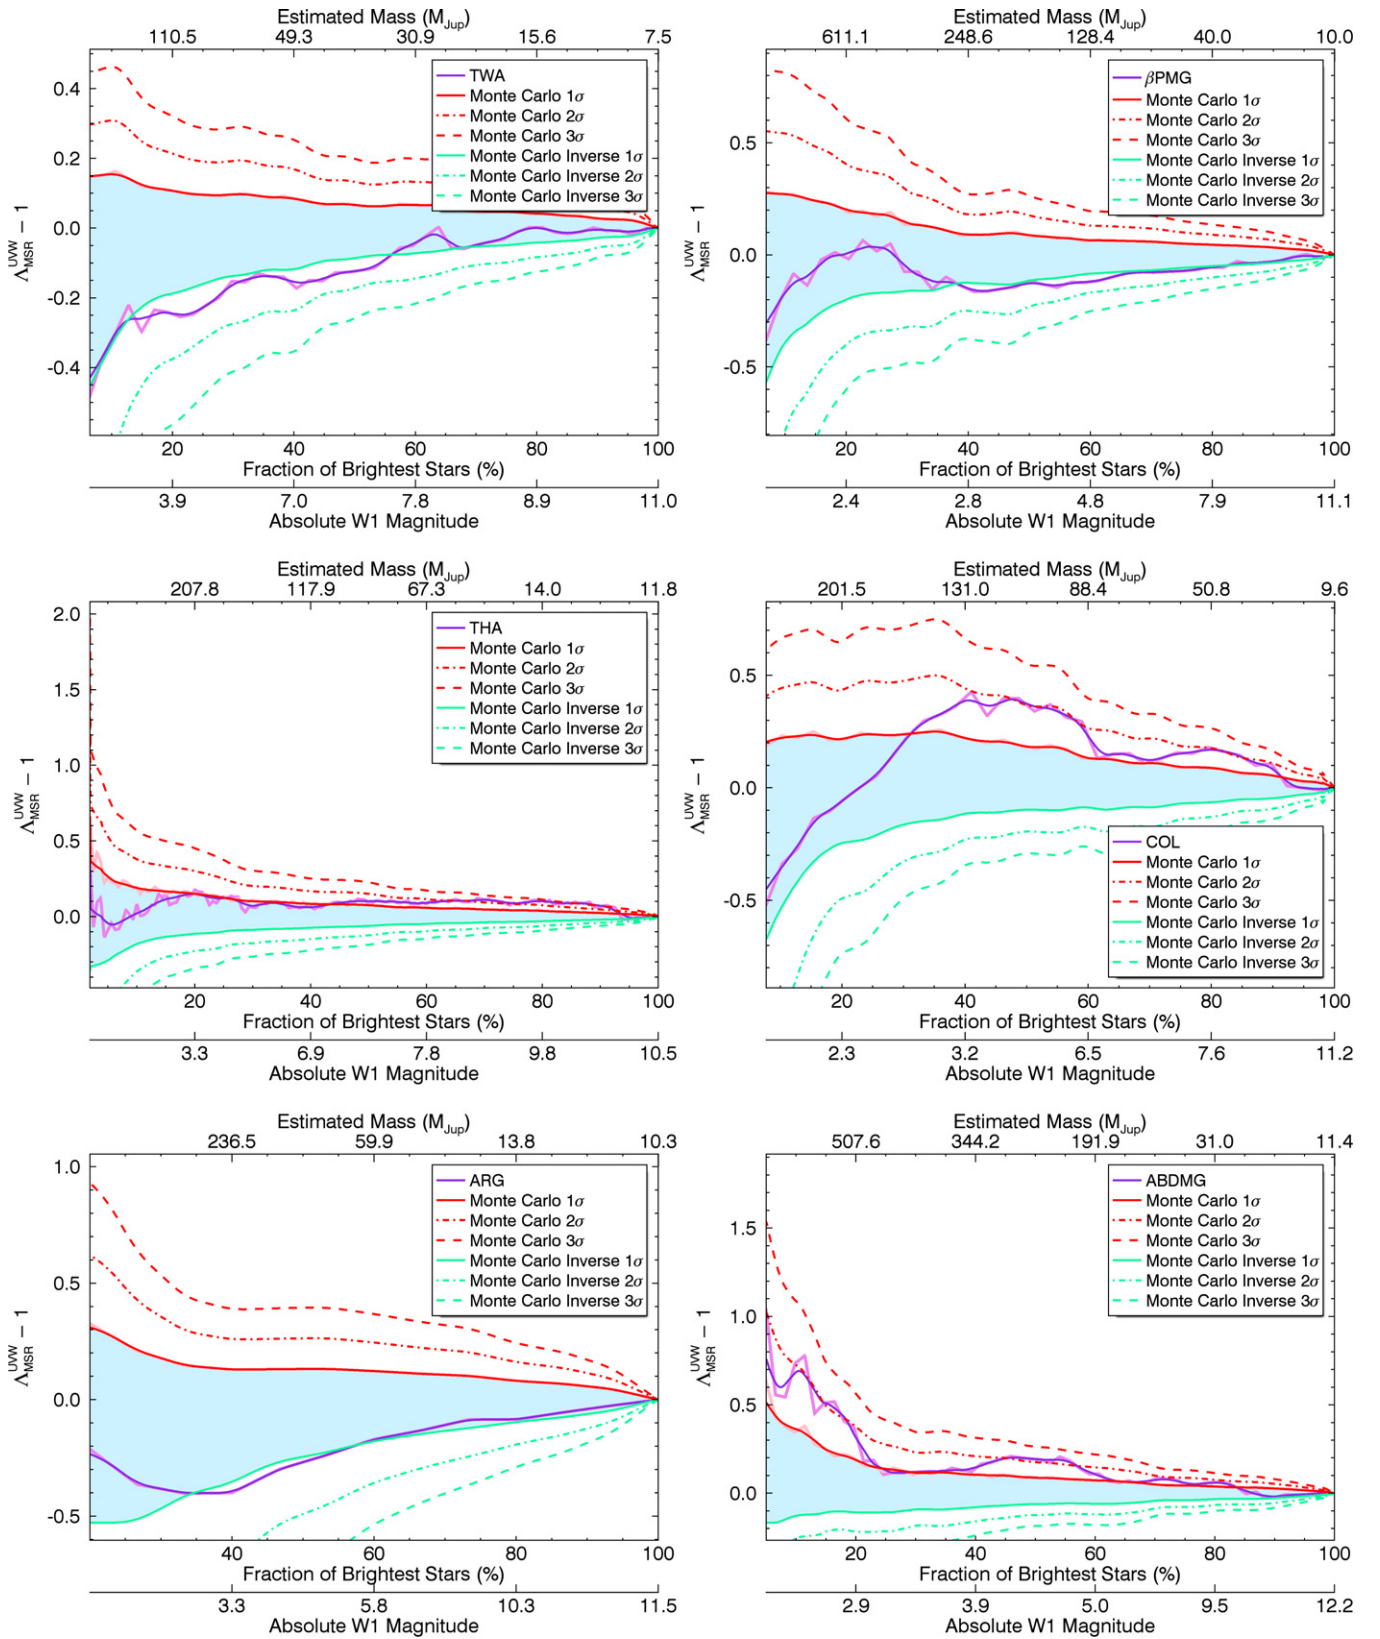 Estimated Mass (M_Jup)
110.5 49.3 30.9 15.6 7.5
TWA
Monte Carlo 1σ
Monte Carlo 2σ
Monte Carlo 3σ
Monte Carlo Inverse 1σ
Monte Carlo Inverse 2σ
Monte Carlo Inverse 3σ
0.4
0.2
0.0
-0.2
-0.4
Λ_MSR^UVW − 1
20 40 60 80 100
Fraction of Brightest Stars (%)
3.9 7.0 7.8 8.9 11.0
Absolute W1 Magnitude
Estimated Mass (M_Jup)
611.1 248.6 128.4 40.0 10.0
βPMG
Monte Carlo 1σ
Monte Carlo 2σ
Monte Carlo 3σ
Monte Carlo Inverse 1σ
Monte Carlo Inverse 2σ
Monte Carlo Inverse 3σ
0.5
0.0
-0.5
Λ_MSR^UVW − 1
20 40 60 80 100
Fraction of Brightest Stars (%)
2.4 2.8 4.8 7.9 11.1
Absolute W1 Magnitude
Estimated Mass (M_Jup)
207.8 117.9 67.3 14.0 11.8
THA
Monte Carlo 1σ
Monte Carlo 2σ
Monte Carlo 3σ
Monte Carlo Inverse 1σ
Monte Carlo Inverse 2σ
Monte Carlo Inverse 3σ
2.0
1.5
1.0
0.5
0.0
Λ_MSR^UVW − 1
20 40 60 80 100
Fraction of Brightest Stars (%)
3.3 6.9 7.8 9.8 10.5
Absolute W1 Magnitude
Estimated Mass (M_Jup)
201.5 131.0 88.4 50.8 9.6
0.5
0.0
-0.5
Λ_MSR^UVW − 1
COL
Monte Carlo 1σ
Monte Carlo 2σ
Monte Carlo 3σ
Monte Carlo Inverse 1σ
Monte Carlo Inverse 2σ
Monte Carlo Inverse 3σ
20 40 60 80 100
Fraction of Brightest Stars (%)
2.3 3.2 6.5 7.6 11.2
Absolute W1 Magnitude
Estimated Mass (M_Jup)
236.5 59.9 13.8 10.3
ARG
Monte Carlo 1σ
Monte Carlo 2σ
Monte Carlo 3σ
Monte Carlo Inverse 1σ
Monte Carlo Inverse 2σ
Monte Carlo Inverse 3σ
1.0
0.5
0.0
-0.5
Λ_MSR^UVW − 1
40 60 80 100
Fraction of Brightest Stars (%)
3.3 5.8 10.3 11.5
Absolute W1 Magnitude
Estimated Mass (M_Jup)
507.6 344.2 191.9 31.0 11.4
ABDMG
Monte Carlo 1σ
Monte Carlo 2σ
Monte Carlo 3σ
Monte Carlo Inverse 1σ
Monte Carlo Inverse 2σ
Monte Carlo Inverse 3σ
1.5
1.0
0.5
0.0
Λ_MSR^UVW − 1
20 40 60 80 100
Fraction of Brightest Stars (%)
2.9 3.9 5.0 9.5 12.2
Absolute W1 Magnitude